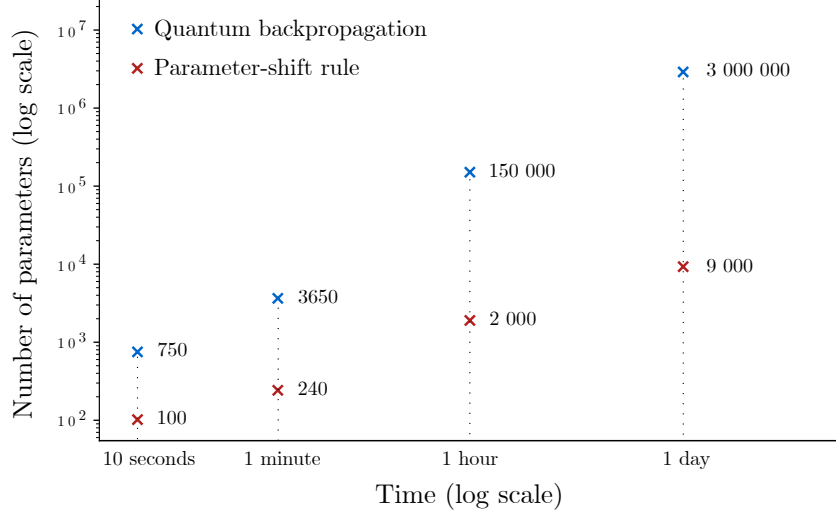 Number of parameters (log scale)
10^7
10^6
10^5
10^4
10^3
10^2
Quantum backpropagation
Parameter-shift rule
3 000 000
150 000
9 000
3650
2 000
750
240
100
10 seconds 1 minute 1 hour 1 day
Time (log scale)